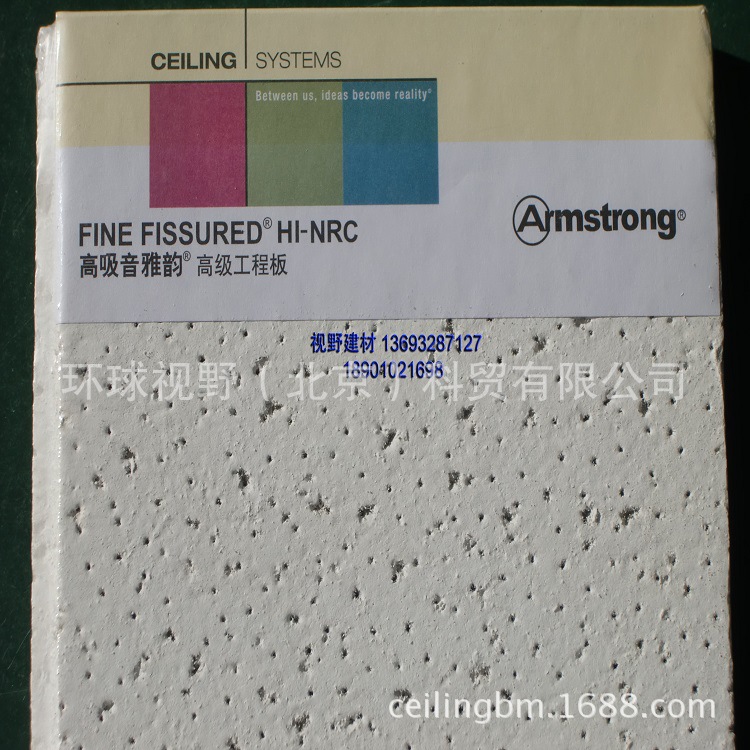 CEILING | SYSTEMS
Between us, ideas become reality®
FINE FISSURED® HI-NRC
高吸音雅韵® 高级工程板
Armstrong®
视野建材 13693287127
18901021698
环球视野（北京）科贸有限公司
ceilingbm.1688.com